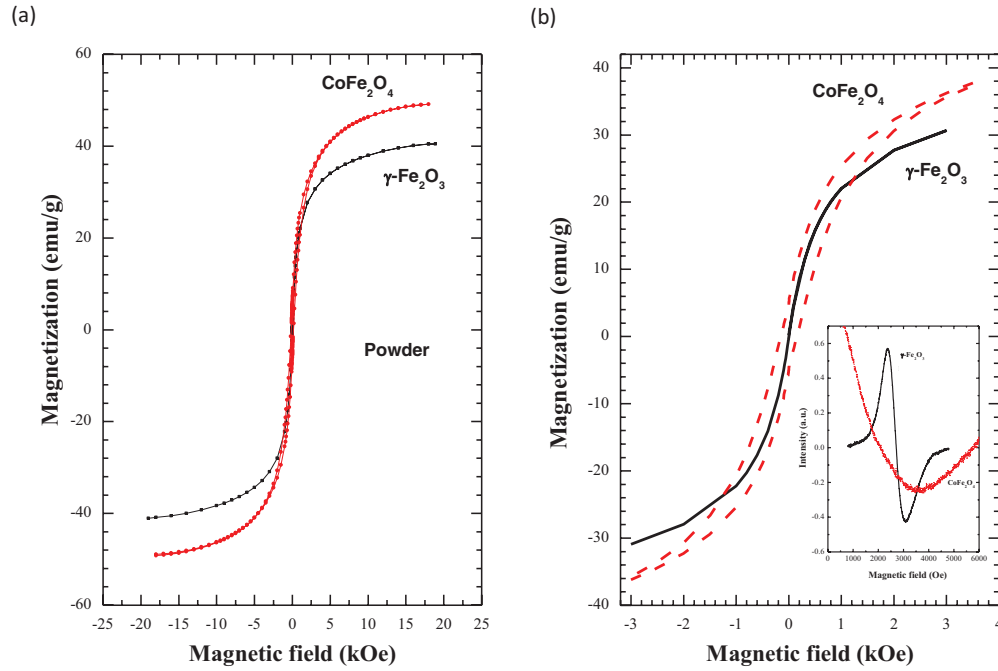 (a)
(b)
60
40
20
0
-20
-40
-60
Magnetization (emu/g)
CoFe₂O₄
γ-Fe₂O₃
Powder
-25 -20 -15 -10 -5 0 5 10 15 20 25
Magnetic field (kOe)
40
30
20
10
0
-10
-20
-30
-40
Magnetization (emu/g)
CoFe₂O₄
γ-Fe₂O₃
-3 -2 -1 0 1 2 3 4
Magnetic field (kOe)
0.6
0.4
0.2
0.0
-0.2
-0.4
-0.6
Intensity (a.u.)
γ-Fe₂O₃
CoFe₂O₄
0 1000 2000 3000 4000 5000 6000
Magnetic field (Oe)